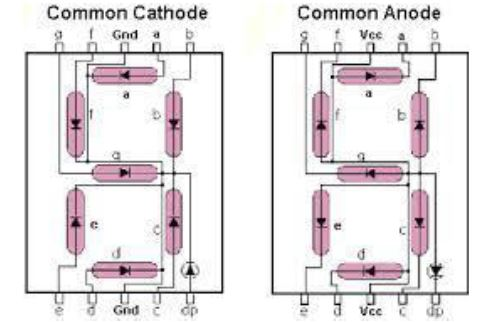 Common Cathode Common Anode
g f Gnd a b g f Vcc a b
a a
f b f b
g g
e c e c
d d
e d Gnd c dp e d Vcc c dp